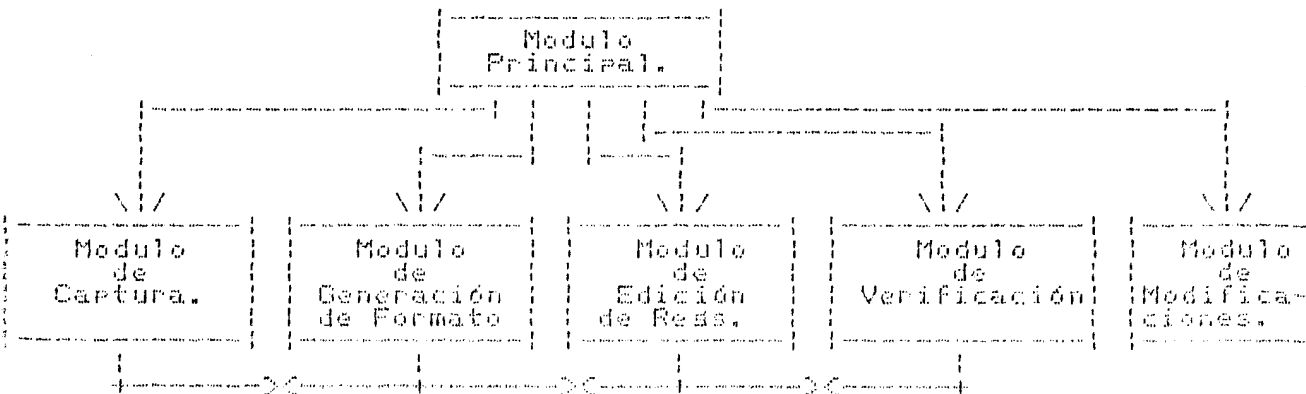 Modulo
Principal.
Modulo
de
Captura.
Modulo
de
Generación
de Formato
Modulo
de
Edición
de Regs.
Modulo
de
Verificación
Modulo
de
Modifica-
ciones.